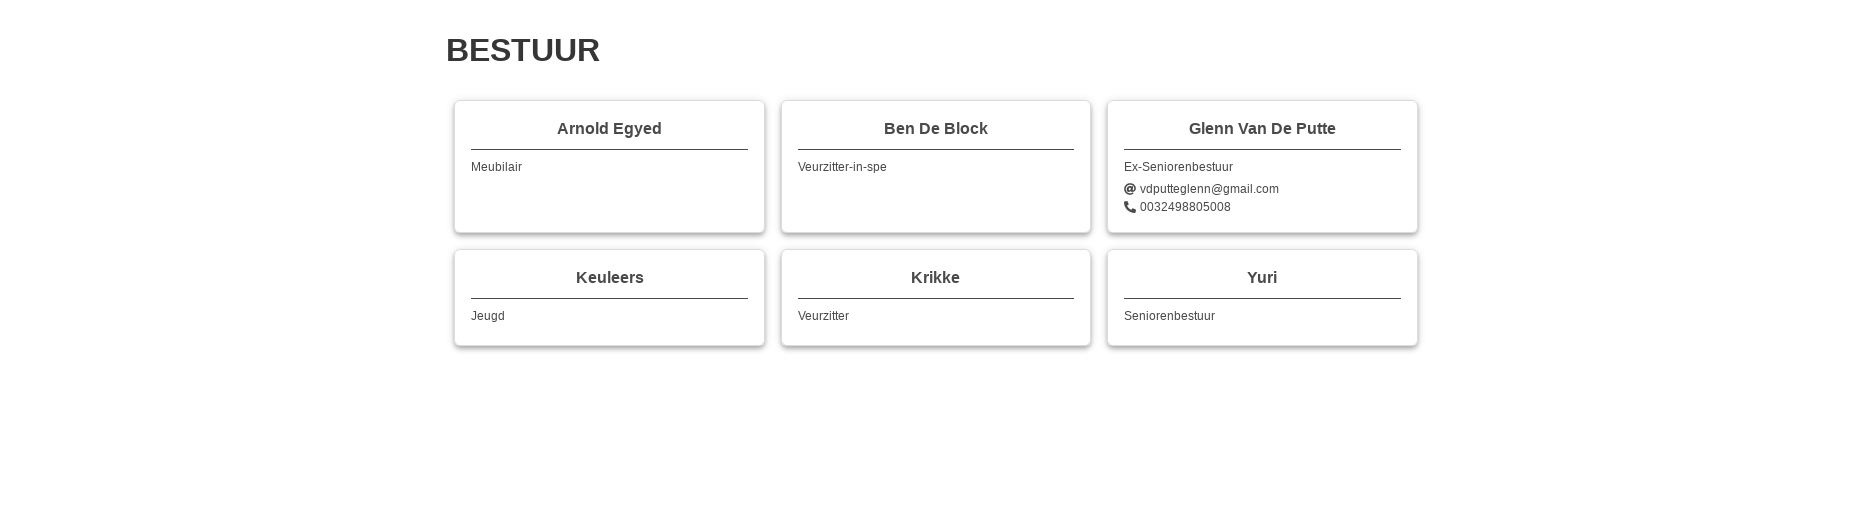 BESTUUR
Arnold Egyed
Meubilair
Ben De Block
Veurzitter-in-spe
Glenn Van De Putte
Ex-Seniorenbestuur
vdputteglenn@gmail.com
0032498805008
Keuleers
Jeugd
Krikke
Veurzitter
Yuri
Seniorenbestuur